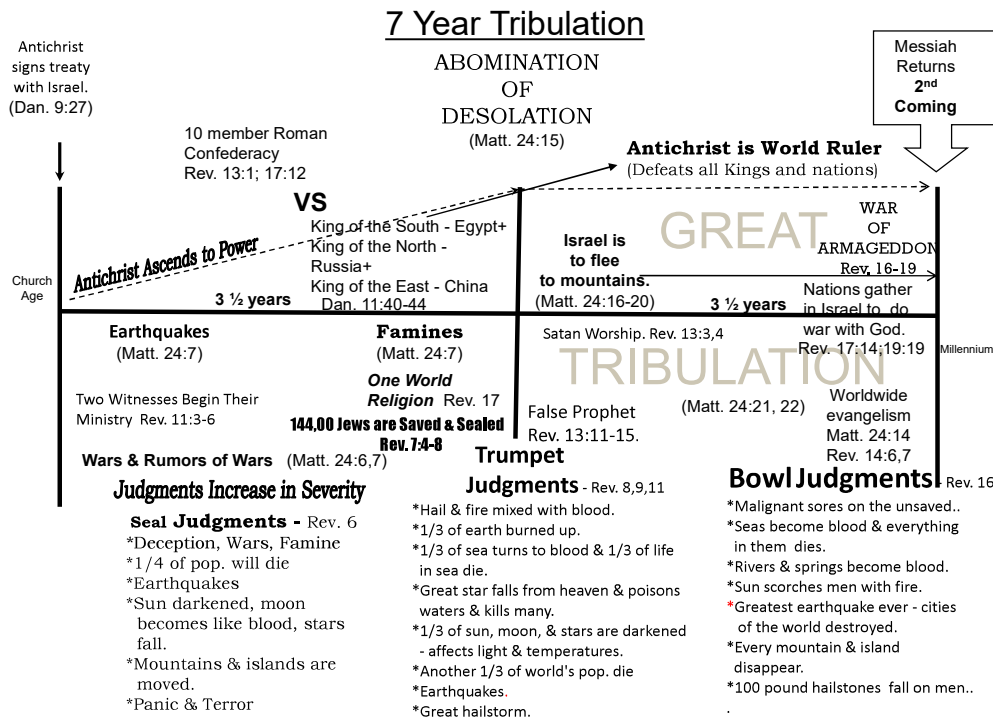 7 Year Tribulation
Antichrist
signs treaty
with Israel.
(Dan. 9:27)
ABOMINATION
OF
DESOLATION
(Matt. 24:15)
Messiah
Returns
2nd
Coming
10 member Roman
Confederacy
Rev. 13:1; 17:12
VS
King of the South - Egypt+
King of the North -
Russia+
King of the East - China
Dan. 11:40-44
Antichrist is World Ruler
(Defeats all Kings and nations)
Antichrist Ascends to Power
Church
Age
3 ½ years
Israel is
to flee
to mountains.
(Matt. 24:16-20)
GREAT
TRIBULATION
WAR
OF
ARMAGEDDON
Rev. 16-19
3 ½ years
Nations gather
in Israel to do
war with God.
Rev. 17:14;19:19
Millennium
Earthquakes
(Matt. 24:7)
Famines
(Matt. 24:7)
One World
Religion Rev. 17
Two Witnesses Begin Their
Ministry Rev. 11:3-6
144,00 Jews are Saved & Sealed
Rev. 7:4-8
Wars & Rumors of Wars (Matt. 24:6,7)
Satan Worship. Rev. 13:3,4
False Prophet
Rev. 13:11-15.
(Matt. 24:21, 22)
Worldwide
evangelism
Matt. 24:14
Rev. 14:6,7
Judgments Increase in Severity
Seal Judgments - Rev. 6
*Deception, Wars, Famine
*1/4 of pop. will die
*Earthquakes
*Sun darkened, moon
becomes like blood, stars
fall.
*Mountains & islands are
moved.
*Panic & Terror
Trumpet
Judgments - Rev. 8,9,11
*Hail & fire mixed with blood.
*1/3 of earth burned up.
*1/3 of sea turns to blood & 1/3 of life
in sea die.
*Great star falls from heaven & poisons
waters & kills many.
*1/3 of sun, moon, & stars are darkened
- affects light & temperatures.
*Another 1/3 of world's pop. die
*Earthquakes.
*Great hailstorm.
Bowl Judgments - Rev. 16
*Malignant sores on the unsaved..
*Seas become blood & everything
in them dies.
*Rivers & springs become blood.
*Sun scorches men with fire.
*Greatest earthquake ever - cities
of the world destroyed.
*Every mountain & island
disappear.
*100 pound hailstones fall on men..
.